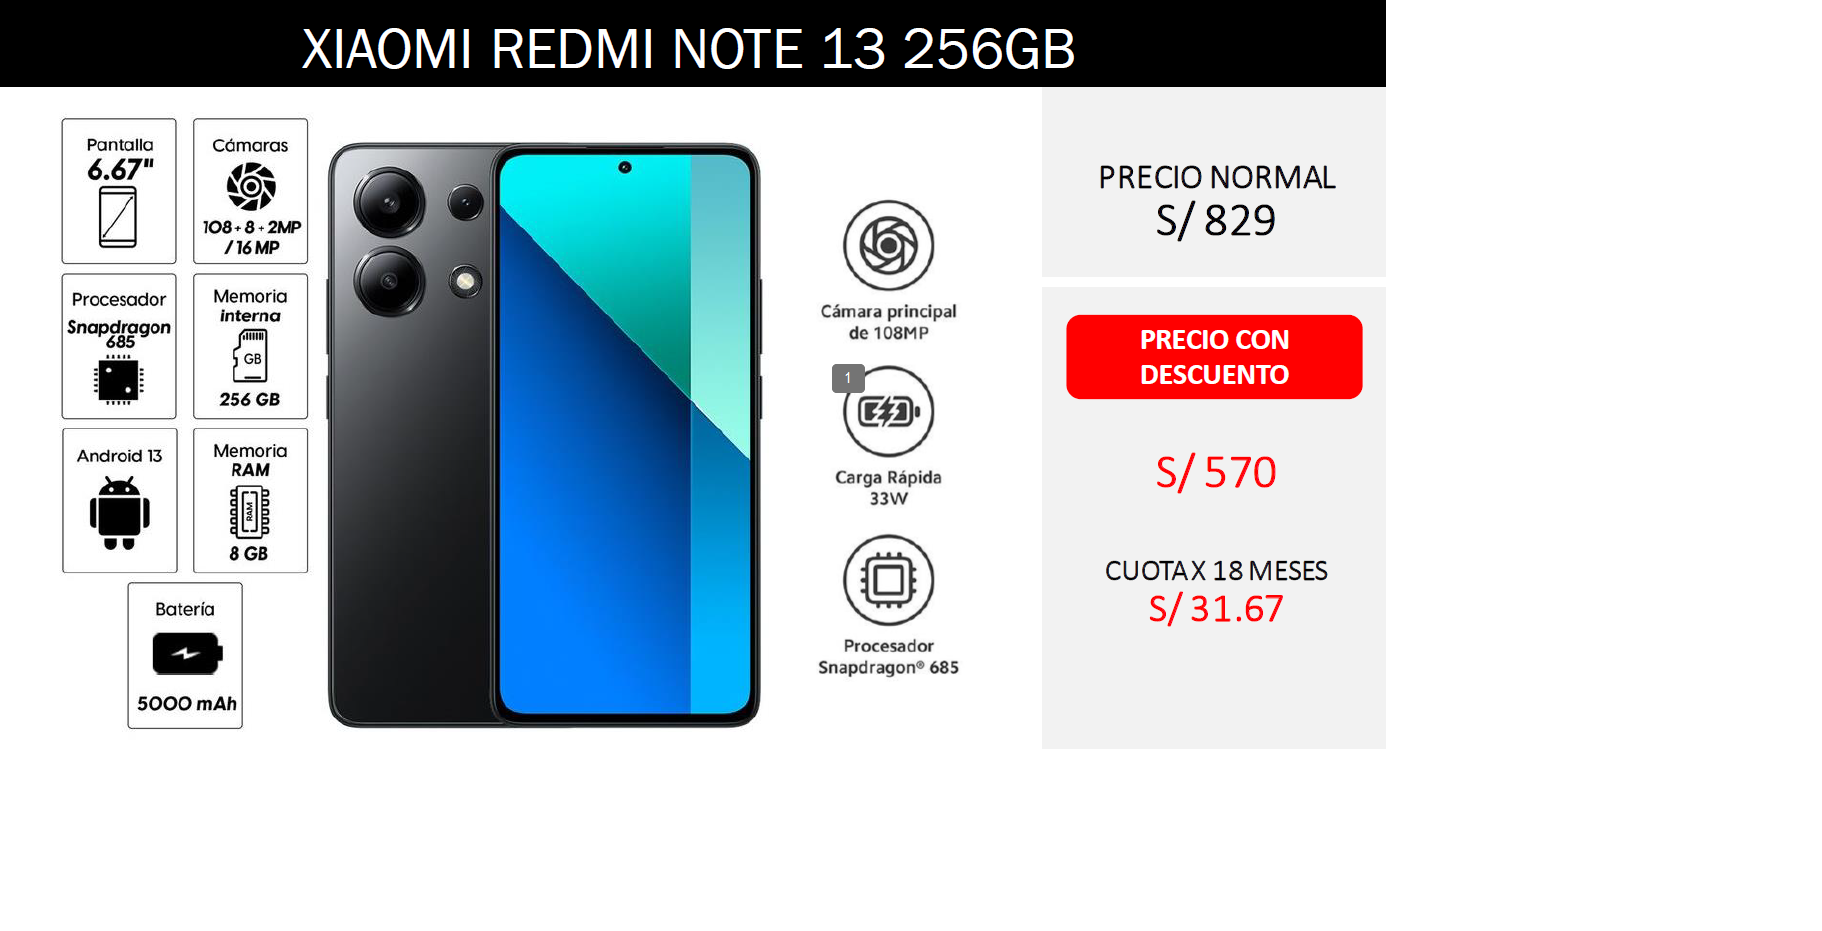 XIAOMI REDMI NOTE 13 256GB
Pantalla
6.67"
Cámaras
108 + 8 + 2MP
/ 16 MP
Procesador
Snapdragon
685
Memoria
interna
GB
256 GB
Android 13
Memoria
RAM
RAM
8 GB
Batería
5000 mAh
Cámara principal
de 108MP
1
Carga Rápida
33W
Procesador
Snapdragon® 685
PRECIO NORMAL
S/ 829
PRECIO CON
DESCUENTO
S/ 570
CUOTA X 18 MESES
S/ 31.67